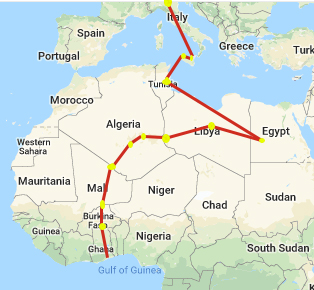 Italy
Spain
Portugal
Greece
Turk
Tunisia
Morocco
Algeria
Libya
Egypt
Western
Sahara
Mauritania
Mali
Niger
Chad
Sudan
Burkina
Faso
Guinea
Ghana
Nigeria
South Sudan
Gulf of Guinea
K